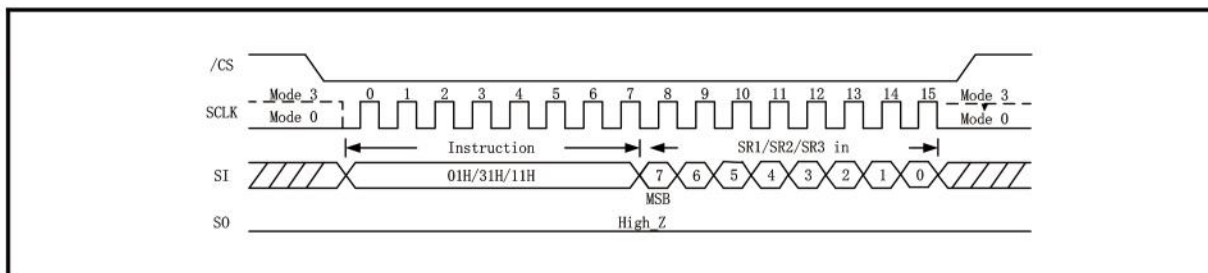 /CS
Mode 3 0 1 2 3 4 5 6 7 8 9 10 11 12 13 14 15 Mode 3
SCLK
Mode 0 Mode 0
Instruction SR1/SR2/SR3 in
SI 01H/31H/11H 7 6 5 4 3 2 1 0
MSB
SO High_Z